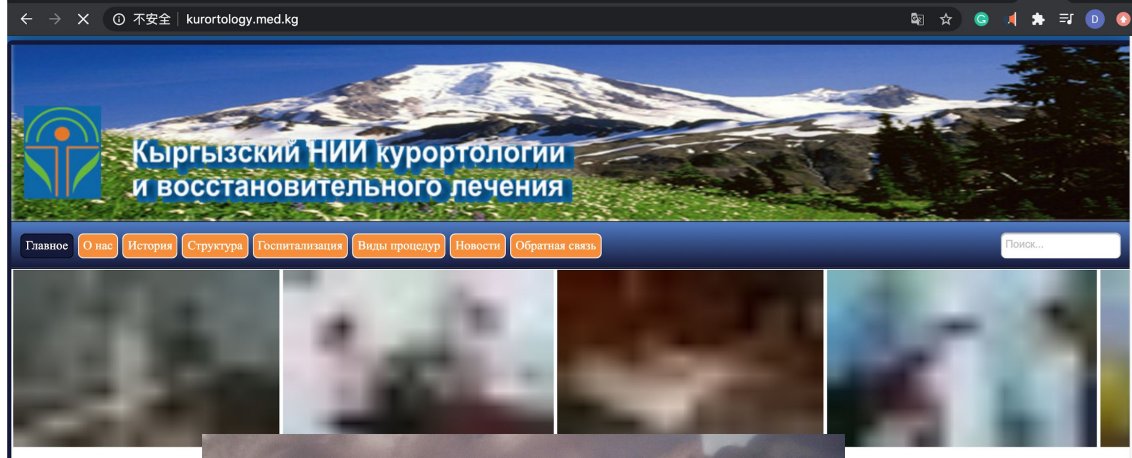 不安全 kurortology.med.kg
G
D
Кыргызский НИИ курортологии
и восстановительного лечения
Главное О нас История Структура Госпитализация Виды процедур Новости Обратная связь Поиск...